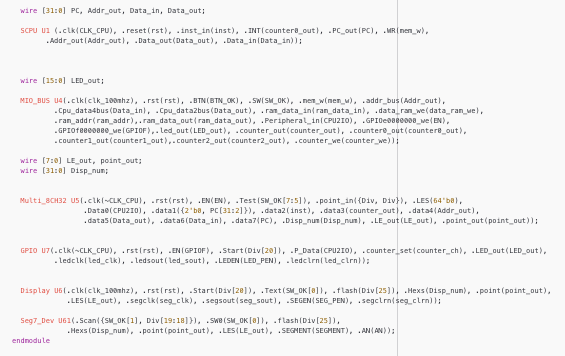 wire [31:0] PC, Addr_out, Data_in, Data_out;
SCPU U1 (.clk(CLK_CPU), .reset(rst), .inst_in(inst), .INT(counter0_out), .PC_out(PC), .WR(mem_w),
.Addr_out(Addr_out), .Data_out(Data_out), .Data_in(Data_in));
wire [15:0] LED_out;
MIO_BUS U4(.clk(clk_100mhz), .rst(rst), .BTN(BTN_OK), .SW(SW_OK), .mem_w(mem_w), .addr_bus(Addr_out),
.Cpu_data4bus(Data_in), .Cpu_data2bus(Data_out), .ram_data_in(ram_data_in), .data_ram_we(data_ram_we),
.ram_addr(ram_addr),.ram_data_out(ram_data_out), .Peripheral_in(CPU2IO), .GPIOe0000000_we(EN),
.GPIOf0000000_we(GPIOF),.led_out(LED_out), .counter_out(counter_out), .counter0_out(counter0_out),
.counter1_out(counter1_out),.counter2_out(counter2_out), .counter_we(counter_we));
wire [7:0] LE_out, point_out;
wire [31:0] Disp_num;
Multi_8CH32 U5(.clk(~CLK_CPU), .rst(rst), .EN(EN), .Test(SW_OK[7:5]), .point_in({Div, Div}), .LES(64'b0),
.Data0(CPU2IO), .data1({2'b0, PC[31:2]}), .data2(inst), .data3(counter_out), .data4(Addr_out),
.data5(Data_out), .data6(Data_in), .data7(PC), .Disp_num(Disp_num), .LE_out(LE_out), .point_out(point_out));
GPIO U7(.clk(~CLK_CPU), .rst(rst), .EN(GPIOF), .Start(Div[20]), .P_Data(CPU2IO), .counter_set(counter_ch), .LED_out(LED_out),
.ledclk(led_clk), .ledsout(led_sout), .LEDEN(LED_PEN), .ledclrn(led_clrn));
Display U6(.clk(clk_100mhz), .rst(rst), .Start(Div[20]), .Text(SW_OK[0]), .flash(Div[25]), .Hexs(Disp_num), .point(point_out),
.LES(LE_out), .segclk(seg_clk), .segsout(seg_sout), .SEGEN(SEG_PEN), .segclrn(seg_clrn));
Seg7_Dev U61(.Scan({SW_OK[1], Div[19:18]}), .SW0(SW_OK[0]), .flash(Div[25]),
.Hexs(Disp_num), .point(point_out), .LES(LE_out), .SEGMENT(SEGMENT), .AN(AN));
endmodule